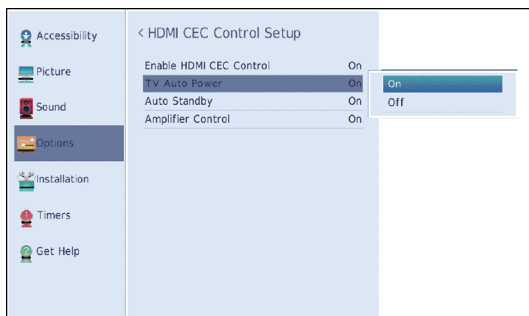 Accessibility
Picture
Sound
Options
Installation
Timers
Get Help
< HDMI CEC Control Setup
Enable HDMI CEC Control On
TV Auto Power On
Auto Standby On
Amplifier Control On
On
Off